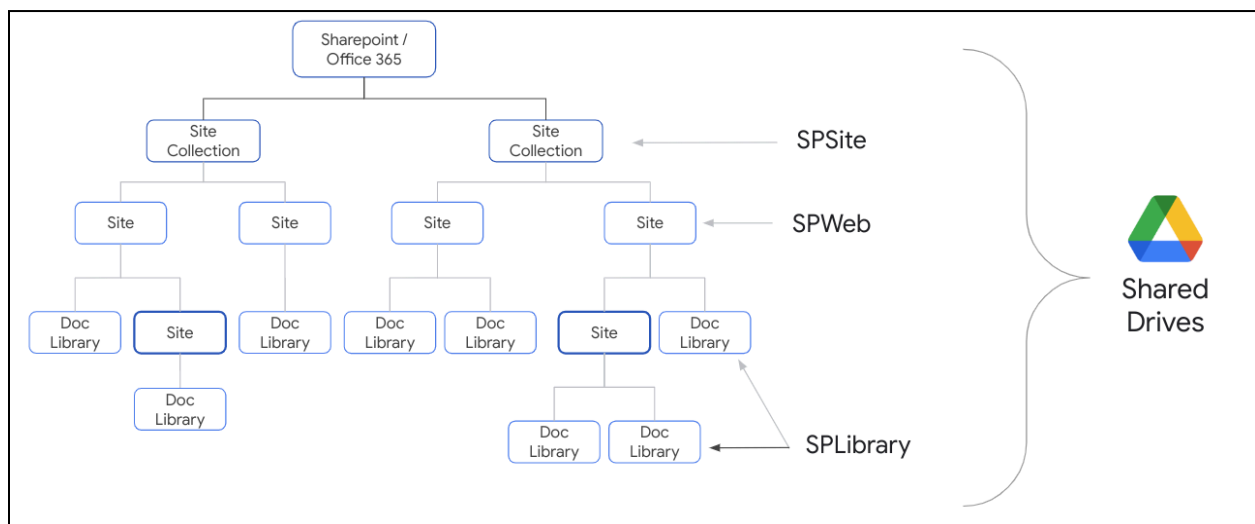 Sharepoint /
Office 365
Site
Collection
Site
Collection
SPSite
Site
Site
Site
Site
SPWeb
Doc
Library
Site
Doc
Library
Doc
Library
Doc
Library
Site
Doc
Library
Shared
Drives
Doc
Library
Doc
Library
Doc
Library
SPLibrary